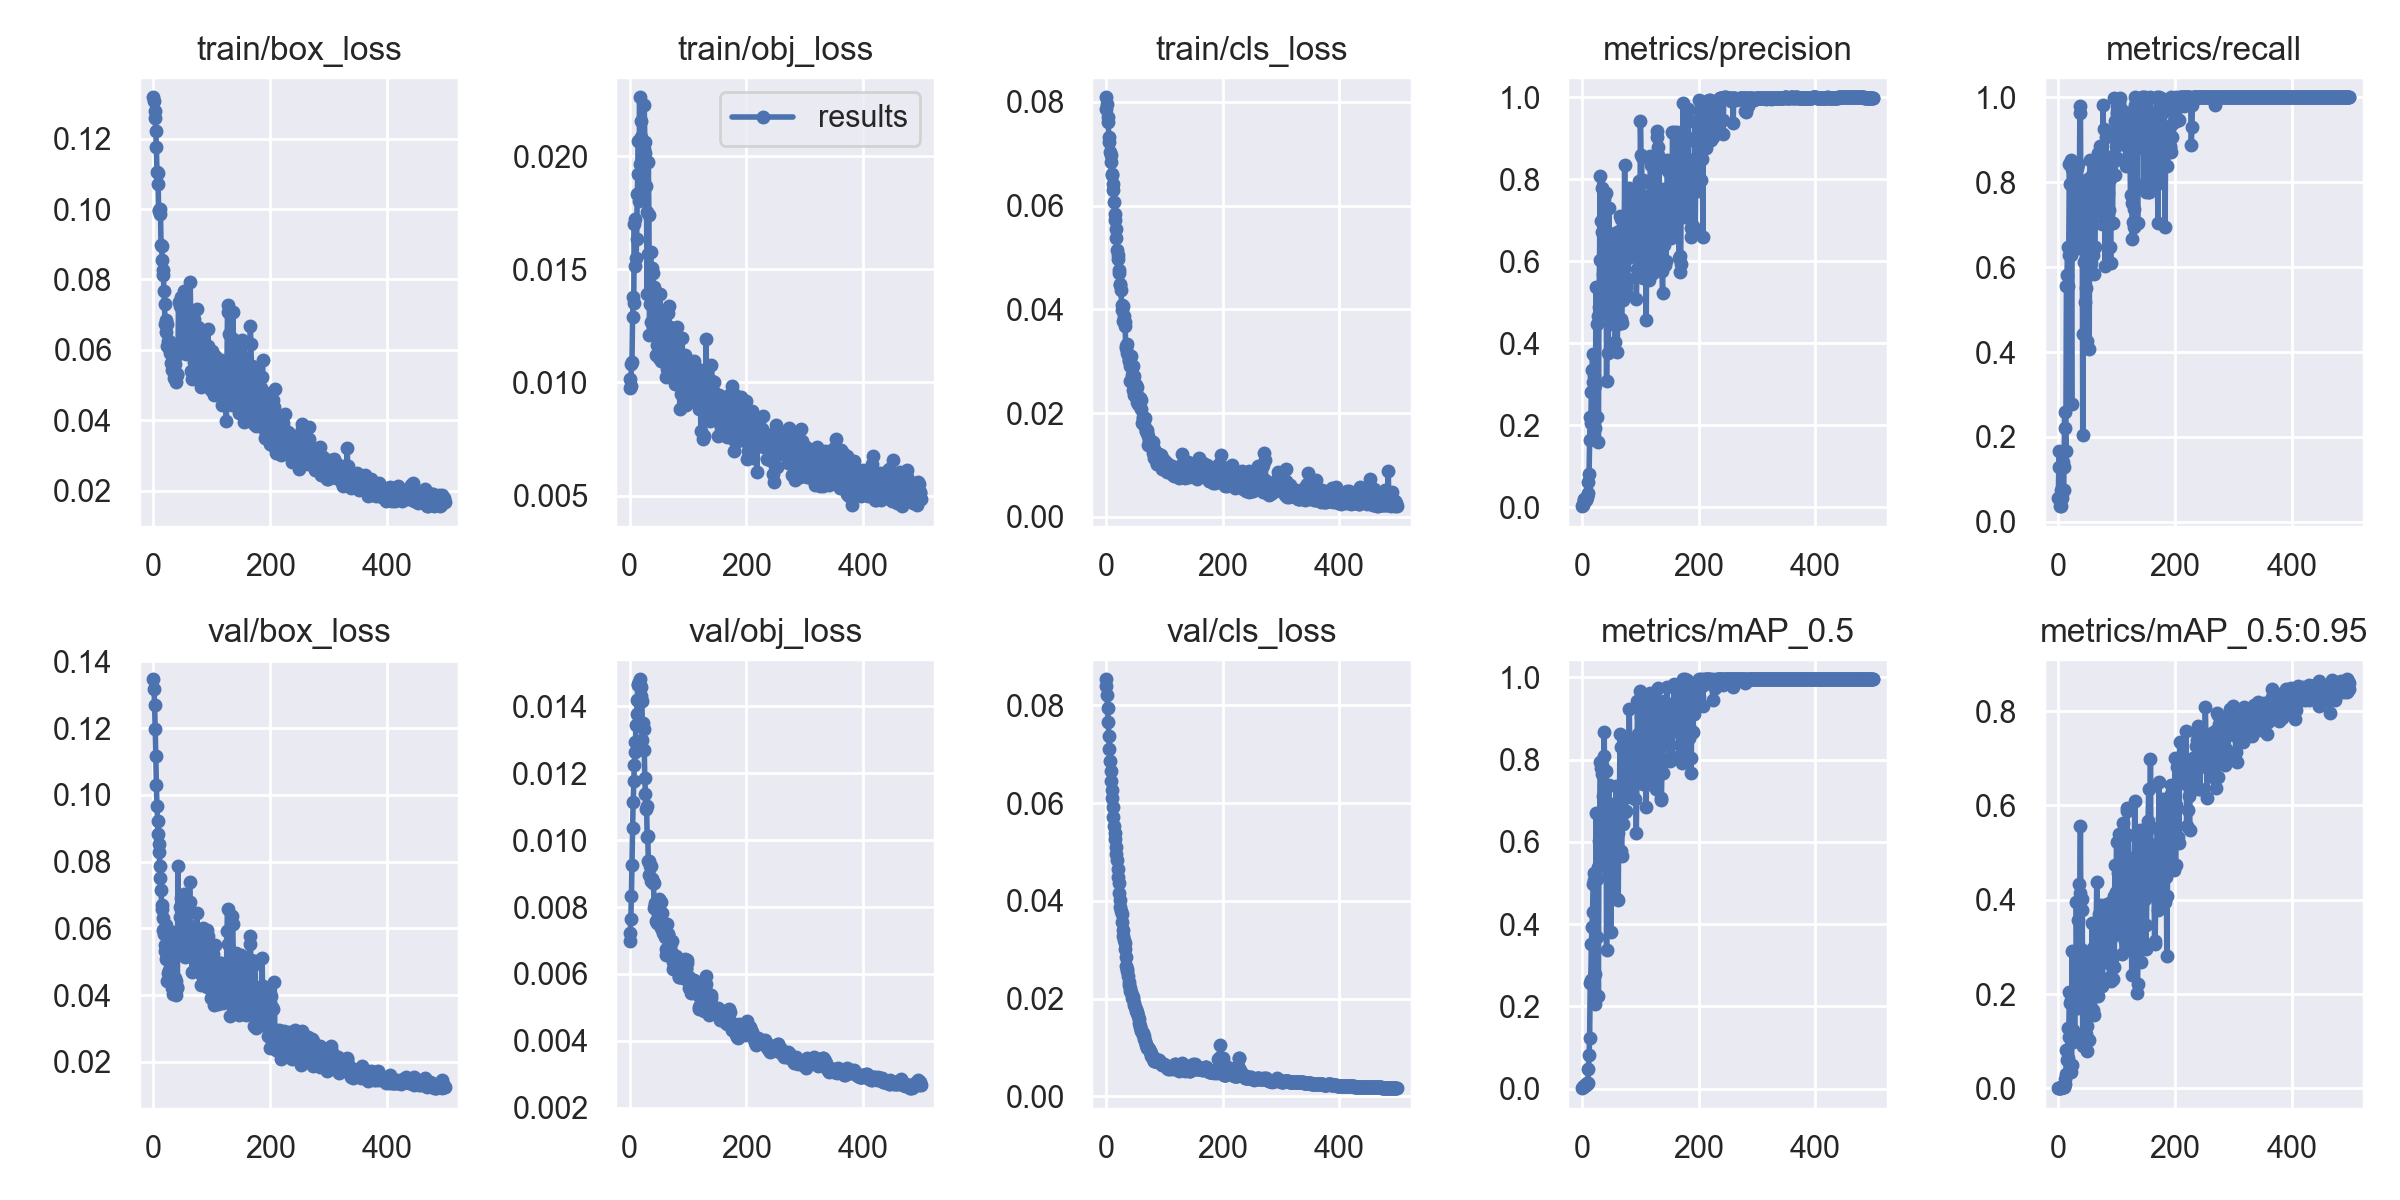 train/box_loss
0.12
0.10
0.08
0.06
0.04
0.02
0 200 400
train/obj_loss
results
0.020
0.015
0.010
0.005
0 200 400
train/cls_loss
0.08
0.06
0.04
0.02
0.00
0 200 400
metrics/precision
1.0
0.8
0.6
0.4
0.2
0.0
0 200 400
metrics/recall
1.0
0.8
0.6
0.4
0.2
0.0
0 200 400
val/box_loss
0.14
0.12
0.10
0.08
0.06
0.04
0.02
0 200 400
val/obj_loss
0.014
0.012
0.010
0.008
0.006
0.004
0.002
0 200 400
val/cls_loss
0.08
0.06
0.04
0.02
0.00
0 200 400
metrics/mAP_0.5
1.0
0.8
0.6
0.4
0.2
0.0
0 200 400
metrics/mAP_0.5:0.95
0.8
0.6
0.4
0.2
0.0
0 200 400